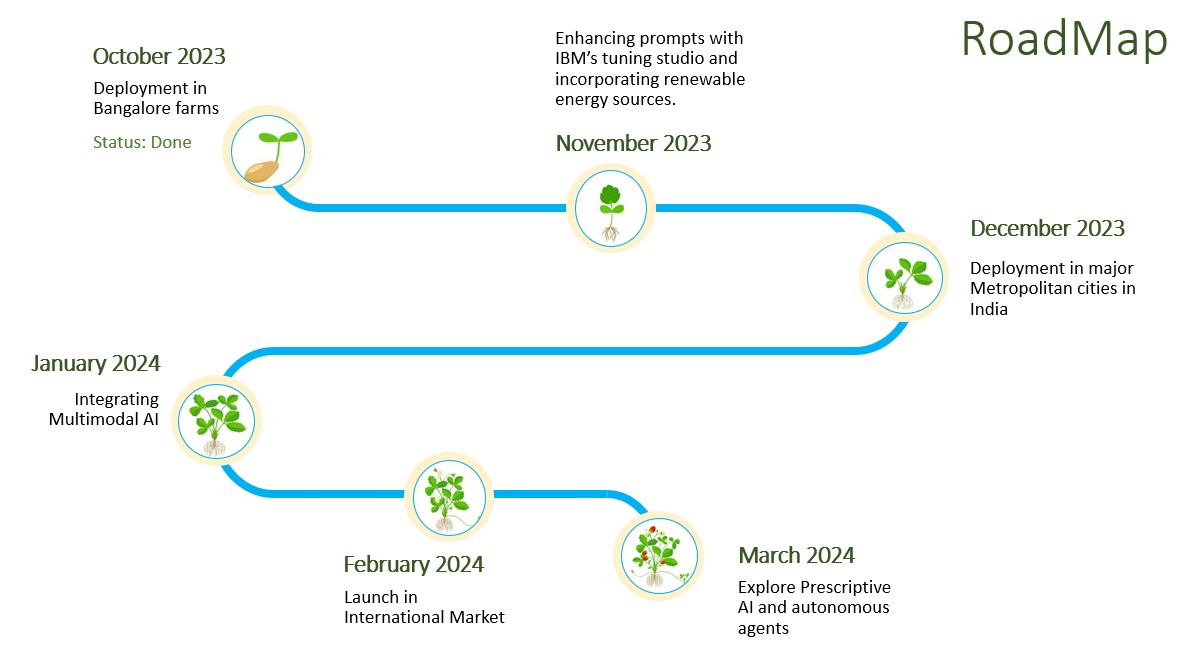 RoadMap
October 2023
Deployment in
Bangalore farms
Status: Done
Enhancing prompts with
IBM’s tuning studio and
incorporating renewable
energy sources.
November 2023
December 2023
Deployment in major
Metropolitan cities in
India
January 2024
Integrating
Multimodal AI
February 2024
Launch in
International Market
March 2024
Explore Prescriptive
AI and autonomous
agents